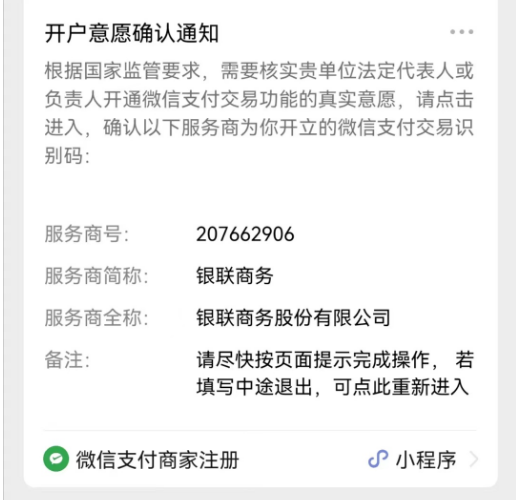 开户意愿确认通知
根据国家监管要求，需要核实贵单位法定代表人或
负责人开通微信支付交易功能的真实意愿，请点击
进入，确认以下服务商为你开立的微信支付交易识
别码：
服务商号： 207662906
服务商简称： 银联商务
服务商全称： 银联商务股份有限公司
备注： 请尽快按页面提示完成操作， 若
填写中途退出，可点此重新进入
微信支付商家注册 小程序